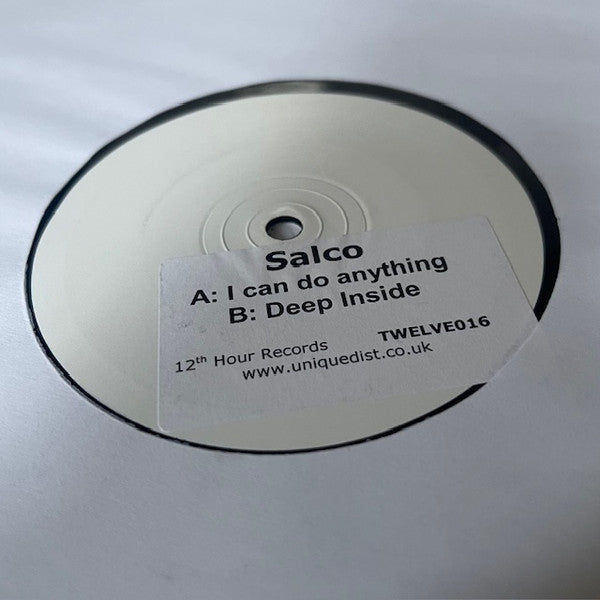 Salco
A: I can do anything
B: Deep Inside
12th Hour Records TWELVE016
www.uniquedist.co.uk